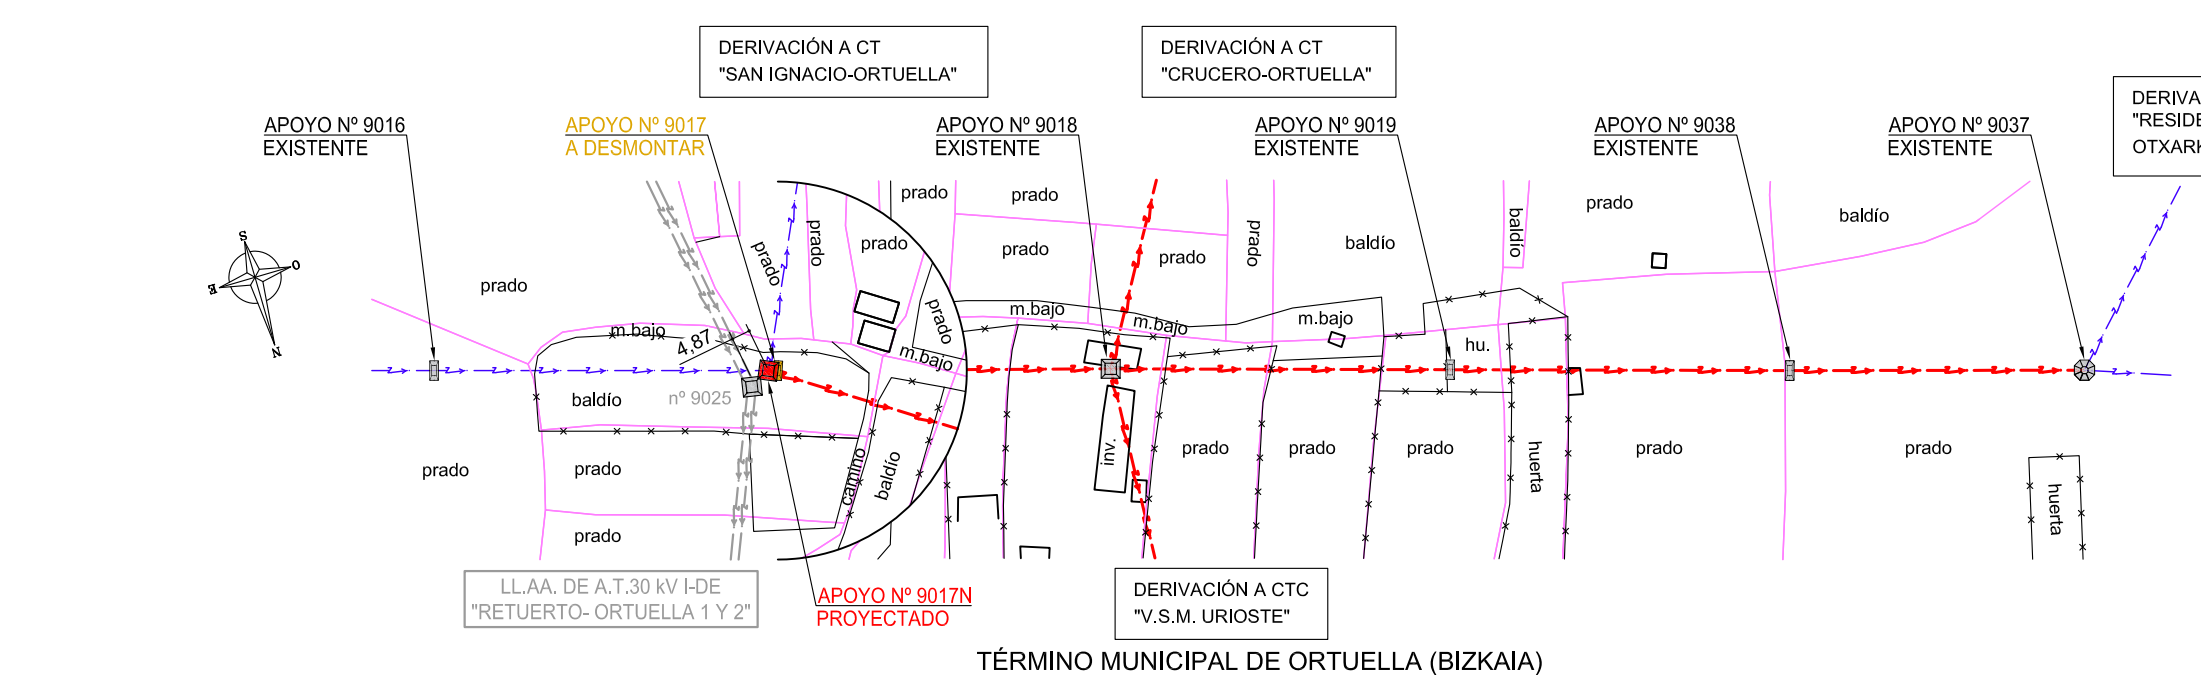 DERIVACIÓN A CT
"SAN IGNACIO-ORTUELLA"
DERIVACIÓN A CT
"CRUCERO-ORTUELLA"
DERIVA
"RESIDE
OTXARK
APOYO Nº 9016
EXISTENTE
APOYO Nº 9017
A DESMONTAR
APOYO Nº 9018
EXISTENTE
APOYO Nº 9019
EXISTENTE
APOYO Nº 9038
EXISTENTE
APOYO Nº 9037
EXISTENTE
S
O
E
N
prado
prado
prado
prado
prado
prado
prado
prado
prado
prado
prado
baldío
baldío
prado
baldío
m.bajo
4,87
m.bajo
m.bajo
m.bajo
m.bajo
hu.
baldío
nº 9025
prado
prado
prado
camino
baldío
inv.
prado
prado
prado
huerta
prado
prado
huerta
LL.AA. DE A.T.30 kV I-DE
"RETUERTO- ORTUELLA 1 Y 2"
APOYO Nº 9017N
PROYECTADO
DERIVACIÓN A CTC
"V.S.M. URIOSTE"
TÉRMINO MUNICIPAL DE ORTUELLA (BIZKAIA)